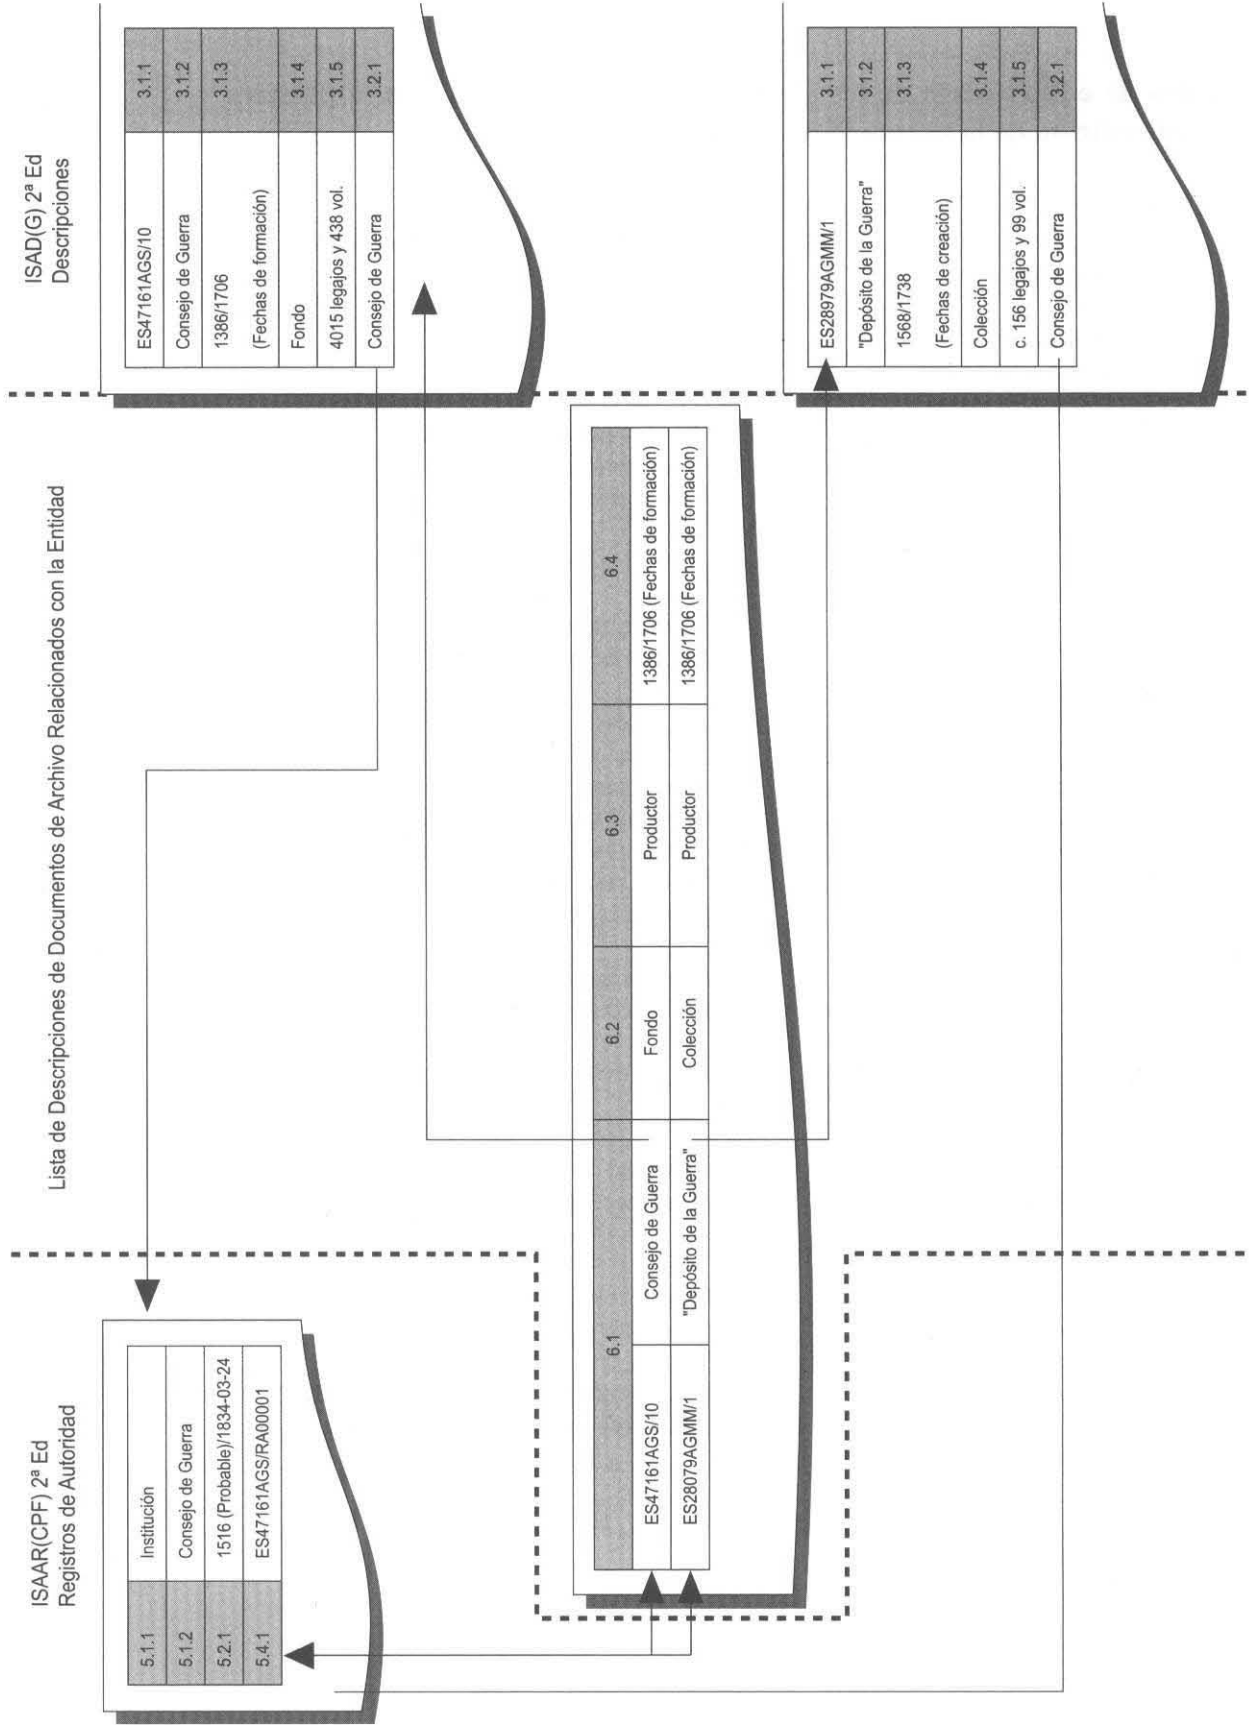 ISAAR(CPF) 2ª Ed
Registros de Autoridad
5.1.1 Institución
5.1.2 Consejo de Guerra
5.2.1 1516 (Probable)/1834-03-24
5.4.1 ES47161AGS/RA00001
Lista de Descripciones de Documentos de Archivo Relacionados con la Entidad
6.1 6.2 6.3 6.4
ES47161AGS/10 Consejo de Guerra Fondo Productor 1386/1706 (Fechas de formación)
ES28079AGMM/1 "Depósito de la Guerra" Colección Productor 1386/1706 (Fechas de formación)
ISAD(G) 2ª Ed
Descripciones
ES47161AGS/10 3.1.1
Consejo de Guerra 3.1.2
1386/1706 3.1.3
(Fechas de formación)
Fondo 3.1.4
4015 legajos y 438 vol. 3.1.5
Consejo de Guerra 3.2.1
ES28979AGMM/1 3.1.1
"Depósito de la Guerra" 3.1.2
1568/1738 3.1.3
(Fechas de creación)
Colección 3.1.4
c. 156 legajos y 99 vol. 3.1.5
Consejo de Guerra 3.2.1